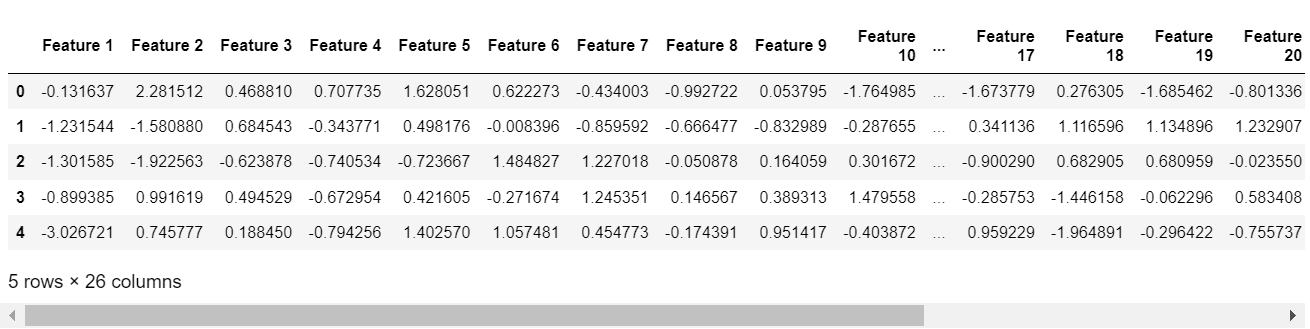 Feature 1 Feature 2 Feature 3 Feature 4 Feature 5 Feature 6 Feature 7 Feature 8 Feature 9 Feature 10 ... Feature 17 Feature 18 Feature 19 Feature 20
0 -0.131637 2.281512 0.468810 0.707735 1.628051 0.622273 -0.434003 -0.992722 0.053795 -1.764985 ... -1.673779 0.276305 -1.685462 -0.801336
1 -1.231544 -1.580880 0.684543 -0.343771 0.498176 -0.008396 -0.859592 -0.666477 -0.832989 -0.287655 ... 0.341136 1.116596 1.134896 1.232907
2 -1.301585 -1.922563 -0.623878 -0.740534 -0.723667 1.484827 1.227018 -0.050878 0.164059 0.301672 ... -0.900290 0.682905 0.680959 -0.023550
3 -0.899385 0.991619 0.494529 -0.672954 0.421605 -0.271674 1.245351 0.146567 0.389313 1.479558 ... -0.285753 -1.446158 -0.062296 0.583408
4 -3.026721 0.745777 0.188450 -0.794256 1.402570 1.057481 0.454773 -0.174391 0.951417 -0.403872 ... 0.959229 -1.964891 -0.296422 -0.755737
5 rows × 26 columns